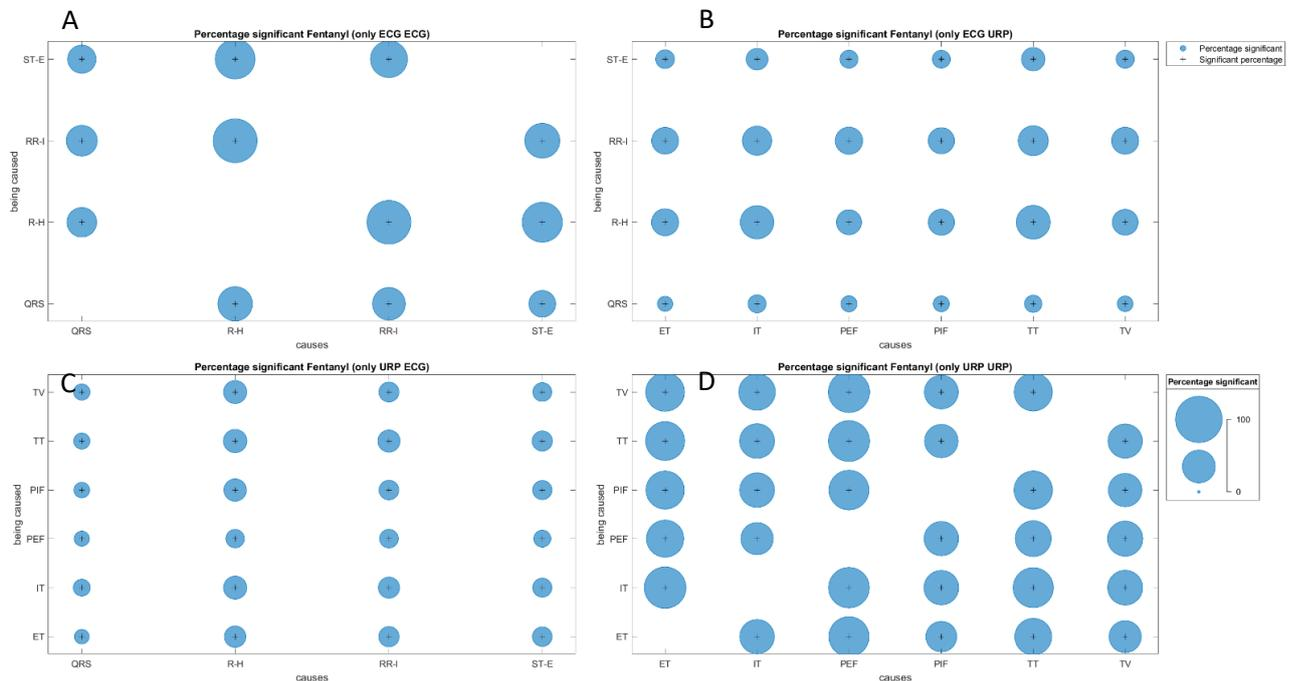 A
Percentage significant Fentanyl (only ECG ECG)
ST-E
RR-I
R-H
QRS
being caused
QRS R-H RR-I ST-E
causes
B
Percentage significant Fentanyl (only ECG URP)
ST-E
RR-I
R-H
QRS
being caused
ET IT PEF PIF TT TV
causes
Percentage significant
Significant percentage
C
Percentage significant Fentanyl (only URP ECG)
TV
TT
PIF
PEF
IT
ET
being caused
QRS R-H RR-I ST-E
causes
D
Percentage significant Fentanyl (only URP URP)
TV
TT
PIF
PEF
IT
ET
being caused
ET IT PEF PIF TT TV
causes
Percentage significant
100
0